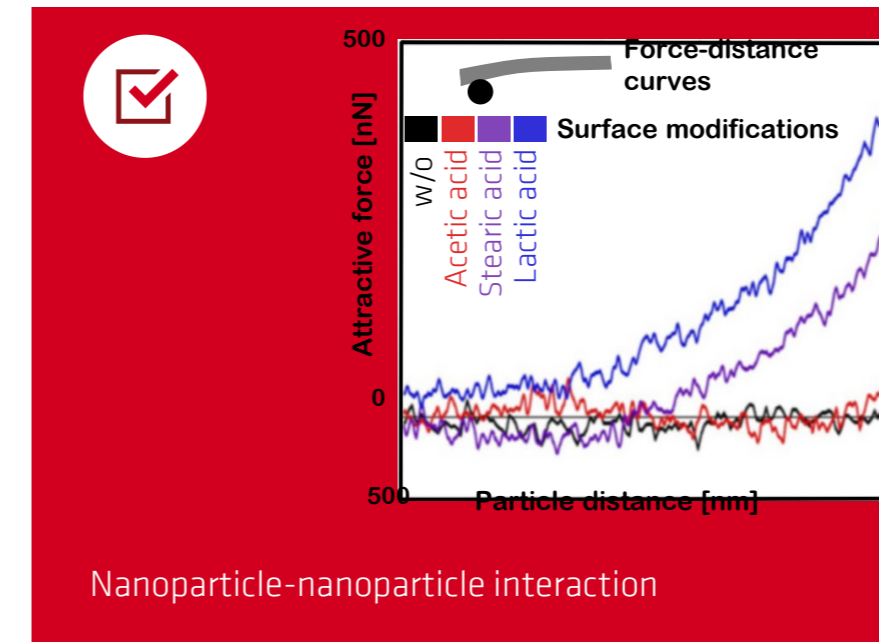 500
Force-distance
curves
Surface modifications
w/o
Acetic acid
Stearic acid
Lactic acid
Attractive force [nN]
0
500
Particle distance [nm]
Nanoparticle-nanoparticle interaction